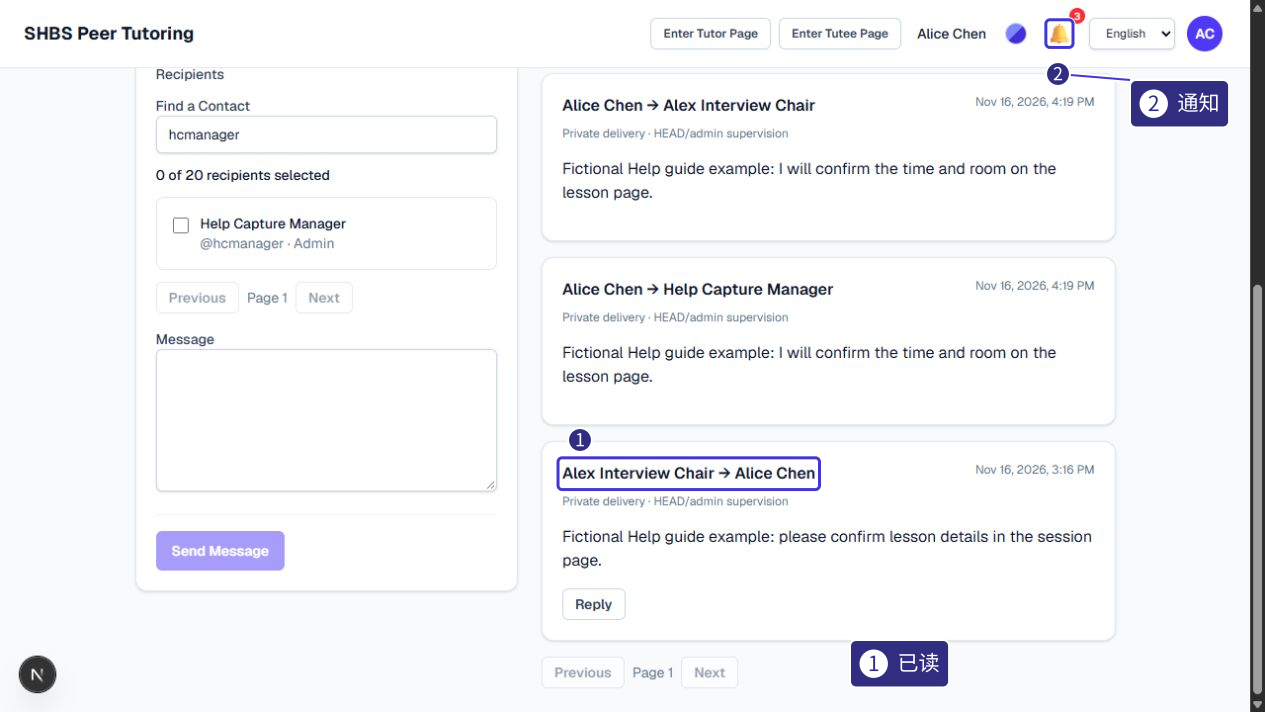 SHBS Peer Tutoring
Enter Tutor Page
Enter Tutee Page
Alice Chen
3
English
AC
2
2 通知
Recipients
Find a Contact
hcmanager
0 of 20 recipients selected
Help Capture Manager
@hcmanager · Admin
Previous
Page 1
Next
Message
Send Message
Alice Chen → Alex Interview Chair
Nov 16, 2026, 4:19 PM
Private delivery · HEAD/admin supervision
Fictional Help guide example: I will confirm the time and room on the
lesson page.
Alice Chen → Help Capture Manager
Nov 16, 2026, 4:19 PM
Private delivery · HEAD/admin supervision
Fictional Help guide example: I will confirm the time and room on the
lesson page.
1
Alex Interview Chair → Alice Chen
Nov 16, 2026, 3:16 PM
Private delivery · HEAD/admin supervision
Fictional Help guide example: please confirm lesson details in the session
page.
Reply
1 已读
Previous
Page 1
Next
N